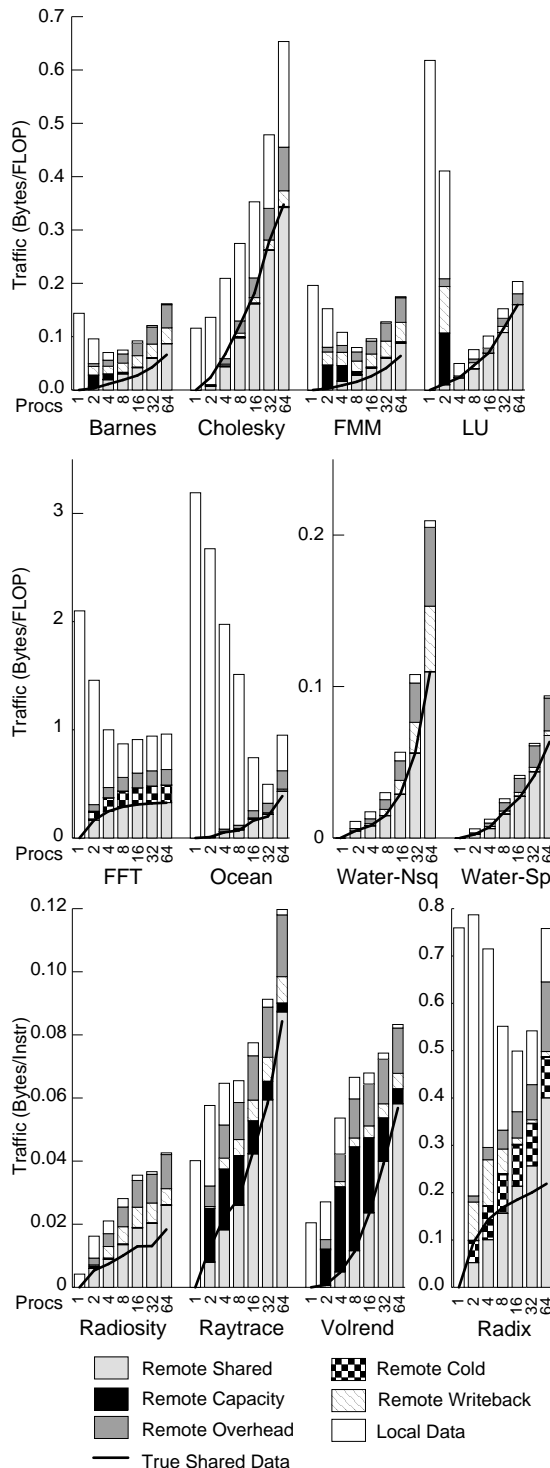 0.7
0.6
0.5
0.4
0.3
0.2
0.1
0.0
Traffic (Bytes/FLOP)
Procs
1 2 4 8 16 32 64
1 2 4 8 16 32 64
1 2 4 8 16 32 64
1 2 4 8 16 32 64
Barnes
Cholesky
FMM
LU
3
2
1
0
Traffic (Bytes/FLOP)
0.2
0.1
0
Procs
1 2 4 8 16 32 64
1 2 4 8 16 32 64
1 2 4 8 16 32 64
1 2 4 8 16 32 64
FFT
Ocean
Water-Nsq
Water-Sp
0.12
0.10
0.08
0.06
0.04
0.02
0
Traffic (Bytes/Instr)
0.8
0.7
0.6
0.5
0.4
0.3
0.2
0.1
0.0
Procs
1 2 4 8 16 32 64
1 2 4 8 16 32 64
1 2 4 8 16 32 64
1 2 4 8 16 32 64
Radiosity
Raytrace
Volrend
Radix
Remote Shared
Remote Cold
Remote Capacity
Remote Writeback
Remote Overhead
Local Data
True Shared Data